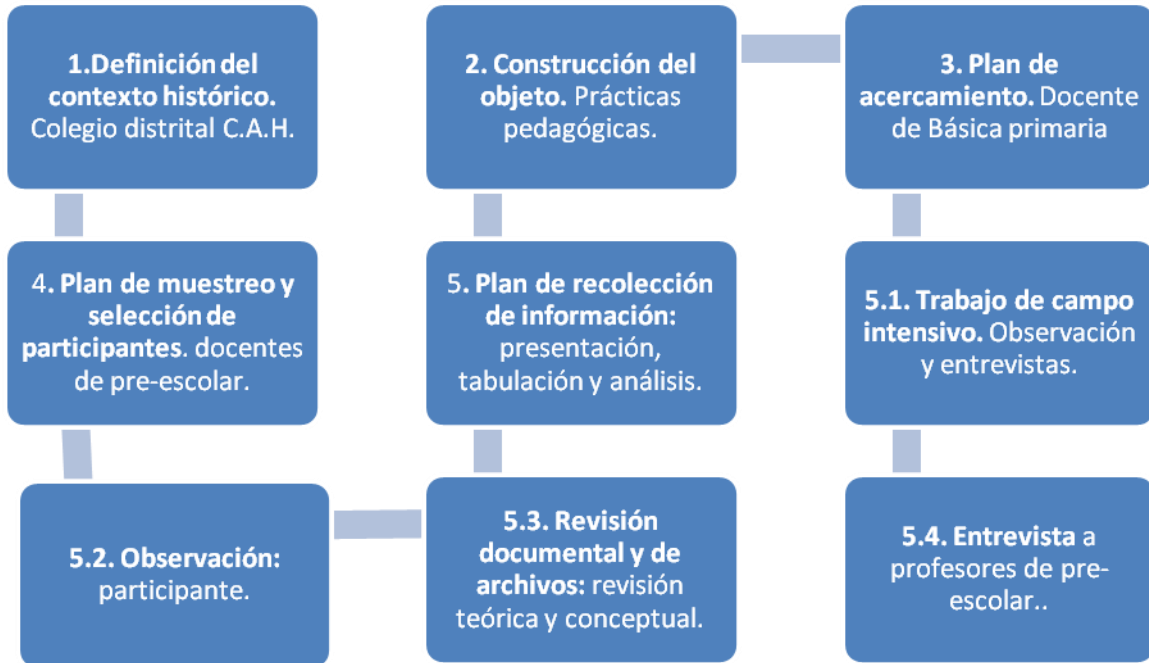 1.Definición del
contexto histórico.
Colegio distrital C.A.H.
2. Construcción del
objeto. Prácticas
pedagógicas.
3. Plan de
acercamiento. Docente
de Básica primaria
4. Plan de muestreo y
selección de
participantes. docentes
de pre-escolar.
5. Plan de recolección
de información:
presentación,
tabulación y análisis.
5.1. Trabajo de campo
intensivo. Observación
y entrevistas.
5.2. Observación:
participante.
5.3. Revisión
documental y de
archivos: revisión
teórica y conceptual.
5.4. Entrevista a
profesores de pre-
escolar..